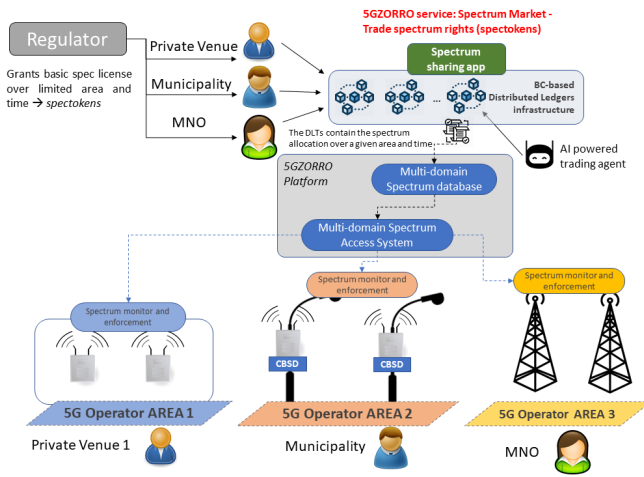 5GZORRO service: Spectrum Market -
Trade spectrum rights (spectokens)
Regulator
Grants basic spec license
over limited area and
time → spectokens
Private Venue
Municipality
MNO
Spectrum
sharing app
...
BC-based
Distributed Ledgers
infrastructure
The DLTs contain the spectrum
allocation over a given area and time
AI powered
trading agent
5GZORRO
Platform
Multi-domain
Spectrum database
Multi-domain Spectrum
Access System
Spectrum monitor and
enforcement
Spectrum monitor and
enforcement
Spectrum monitor and
enforcement
CBSD
CBSD
5G Operator AREA 1
5G Operator AREA 2
5G Operator AREA 3
Private Venue 1
Municipality
MNO